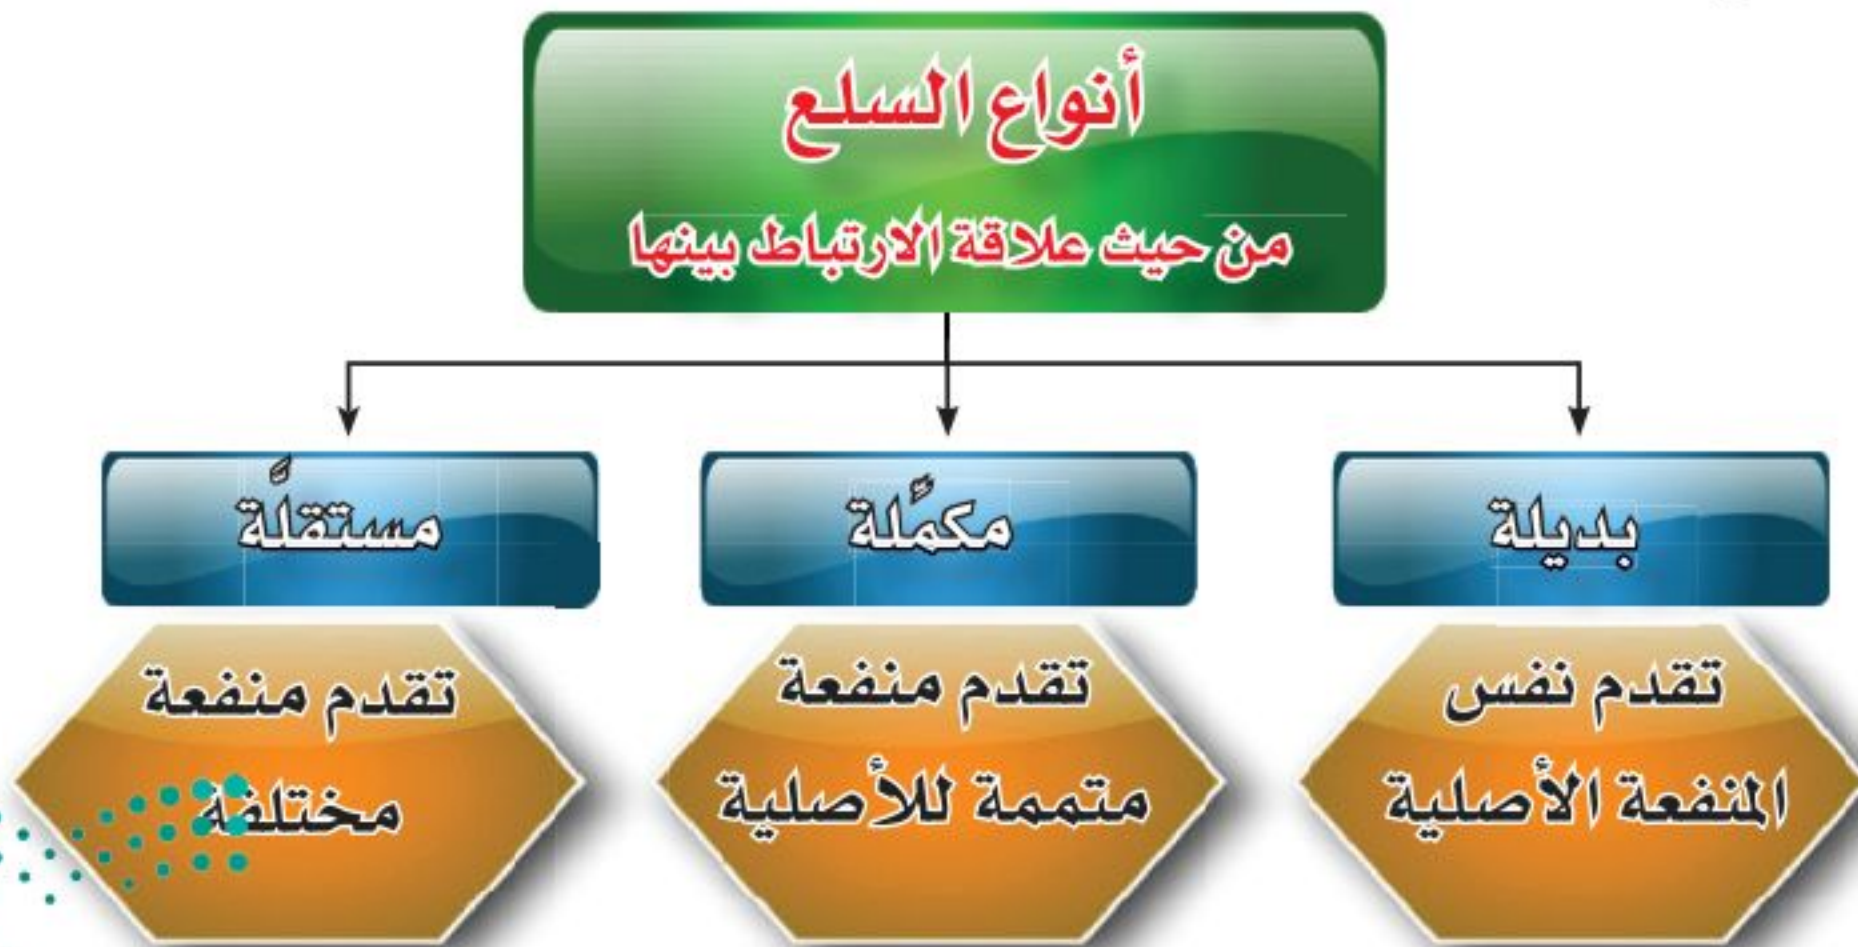 أنواع السلع
من حيث علاقة الارتباط بينها
بديلة
مكمَّلة
مستقلَّة
تقدم نفس
المنفعة الأصلية
تقدم منفعة
متممة للأصلية
تقدم منفعة
مختلفة